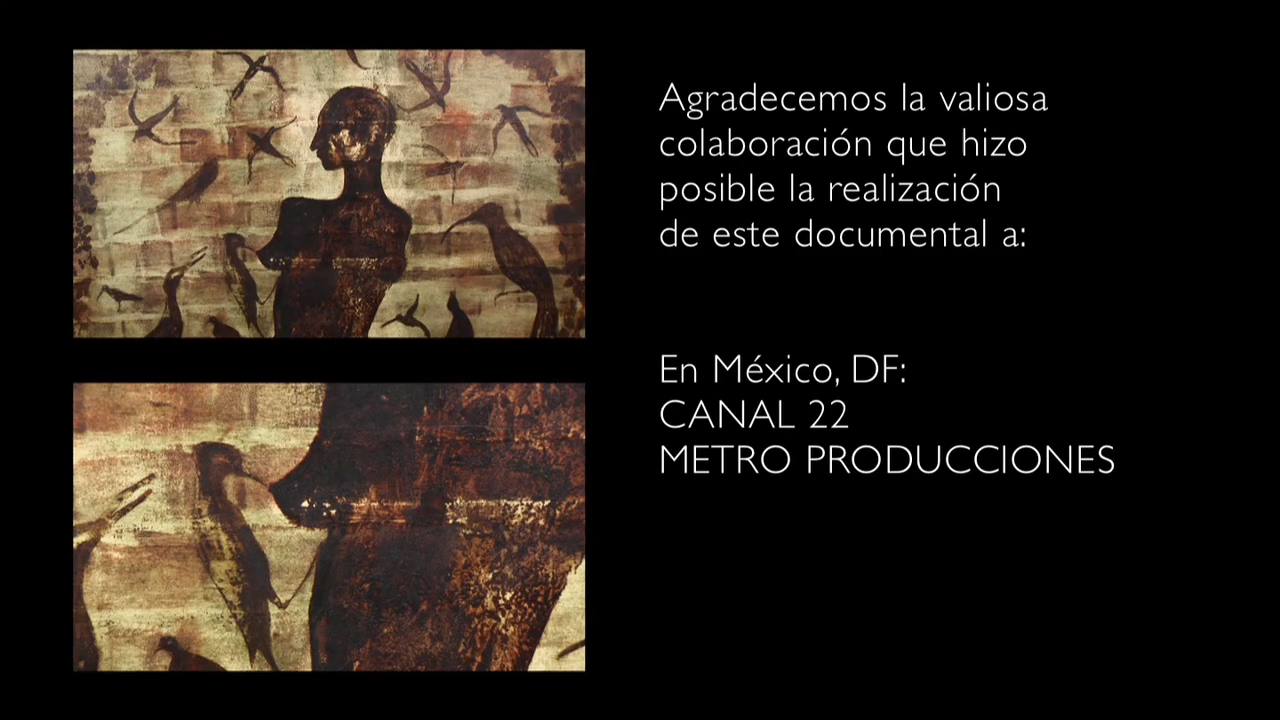 Agradecemos la valiosa
colaboración que hizo
posible la realización
de este documental a:
En México, DF:
CANAL 22
METRO PRODUCCIONES